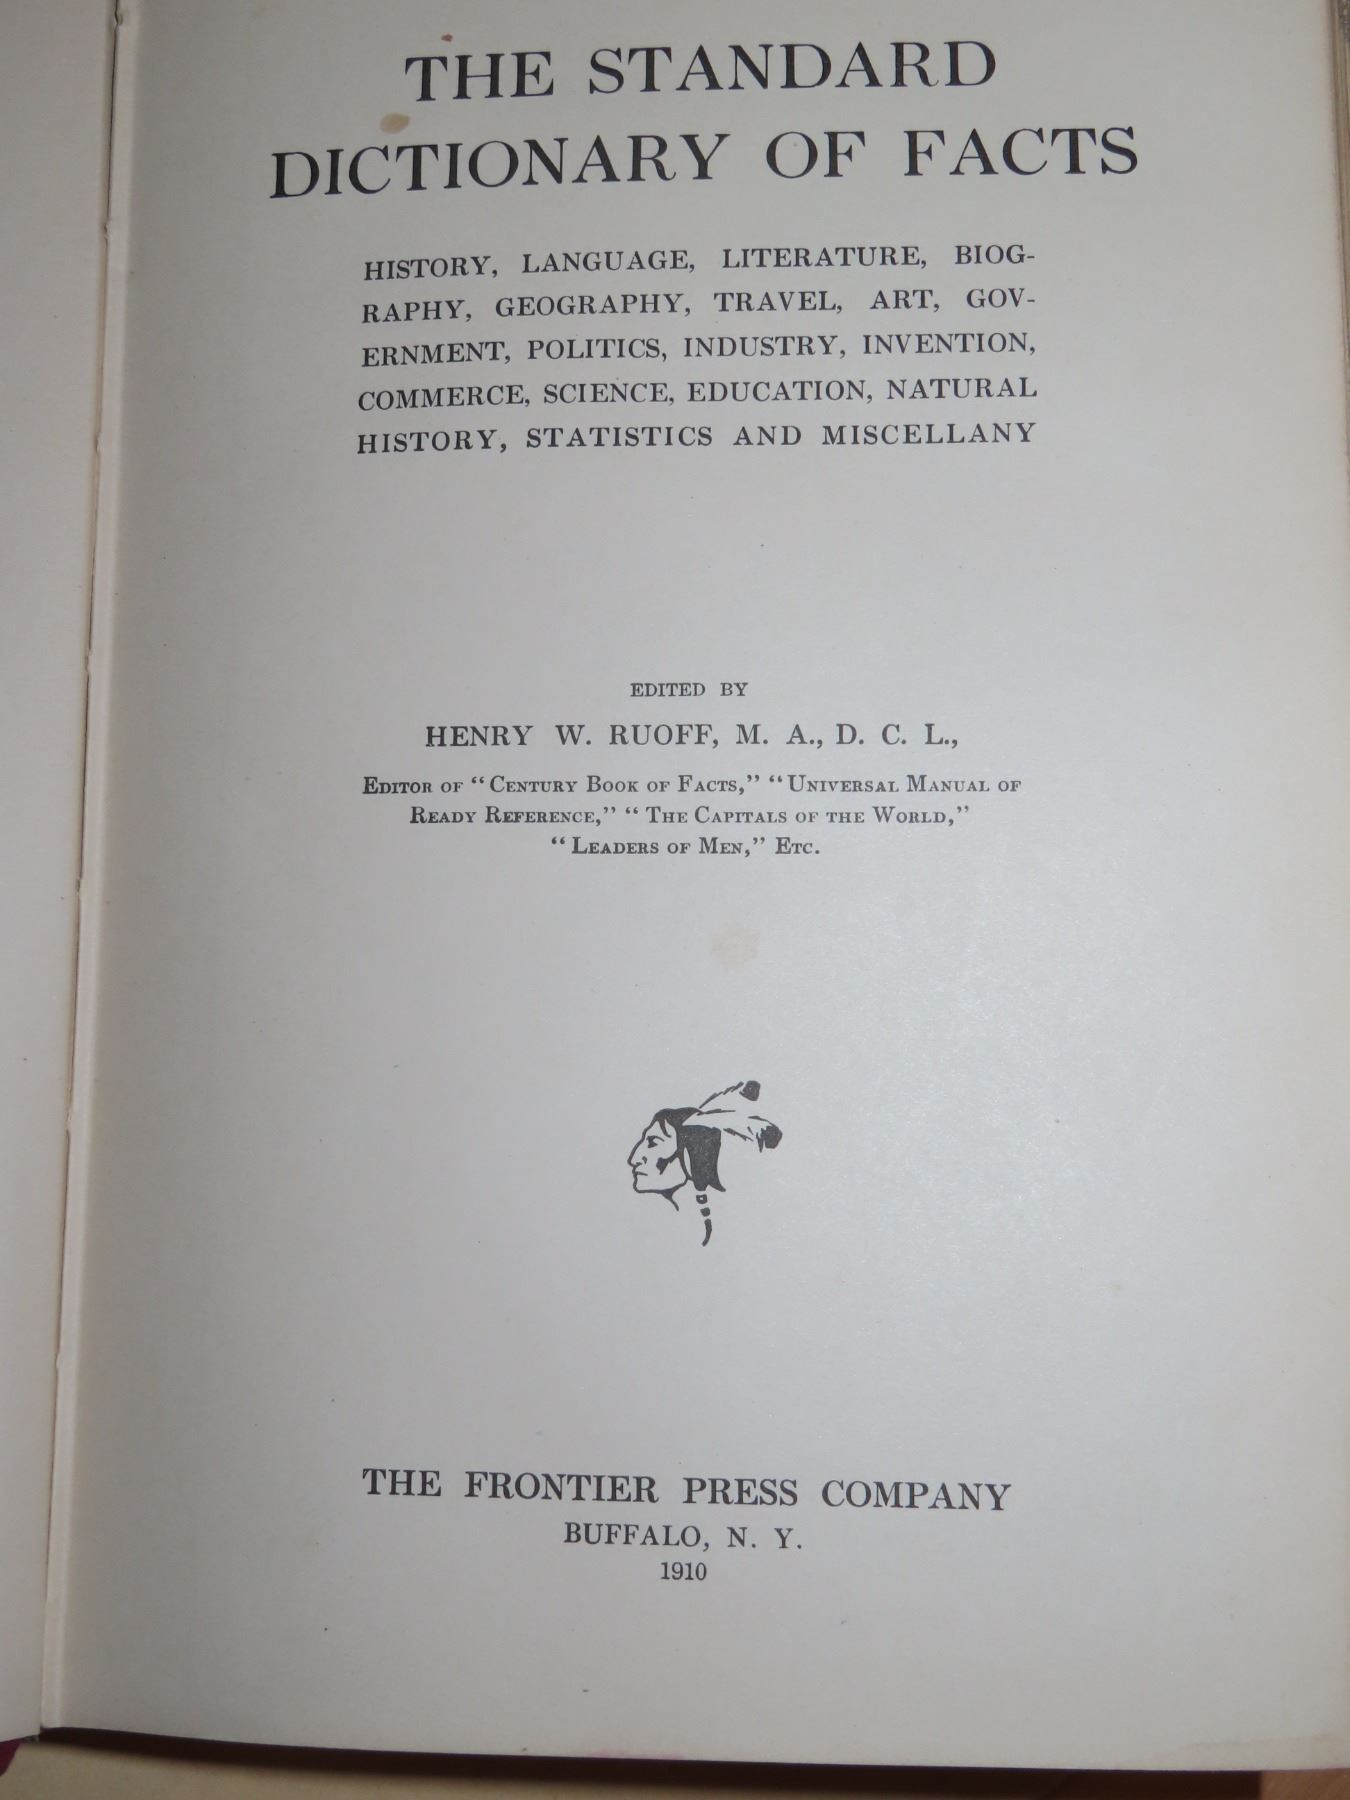 THE STANDARD
DICTIONARY OF FACTS
HISTORY, LANGUAGE, LITERATURE, BIOG-
RAPHY, GEOGRAPHY, TRAVEL, ART, GOV-
ERNMENT, POLITICS, INDUSTRY, INVENTION,
COMMERCE, SCIENCE, EDUCATION, NATURAL
HISTORY, STATISTICS AND MISCELLANY
EDITED BY
HENRY W. RUOFF, M. A., D. C. L.,
EDITOR OF “CENTURY BOOK OF FACTS,” “UNIVERSAL MANUAL OF
READY REFERENCE,” “THE CAPITALS OF THE WORLD,”
“LEADERS OF MEN,” ETC.
THE FRONTIER PRESS COMPANY
BUFFALO, N. Y.
1910